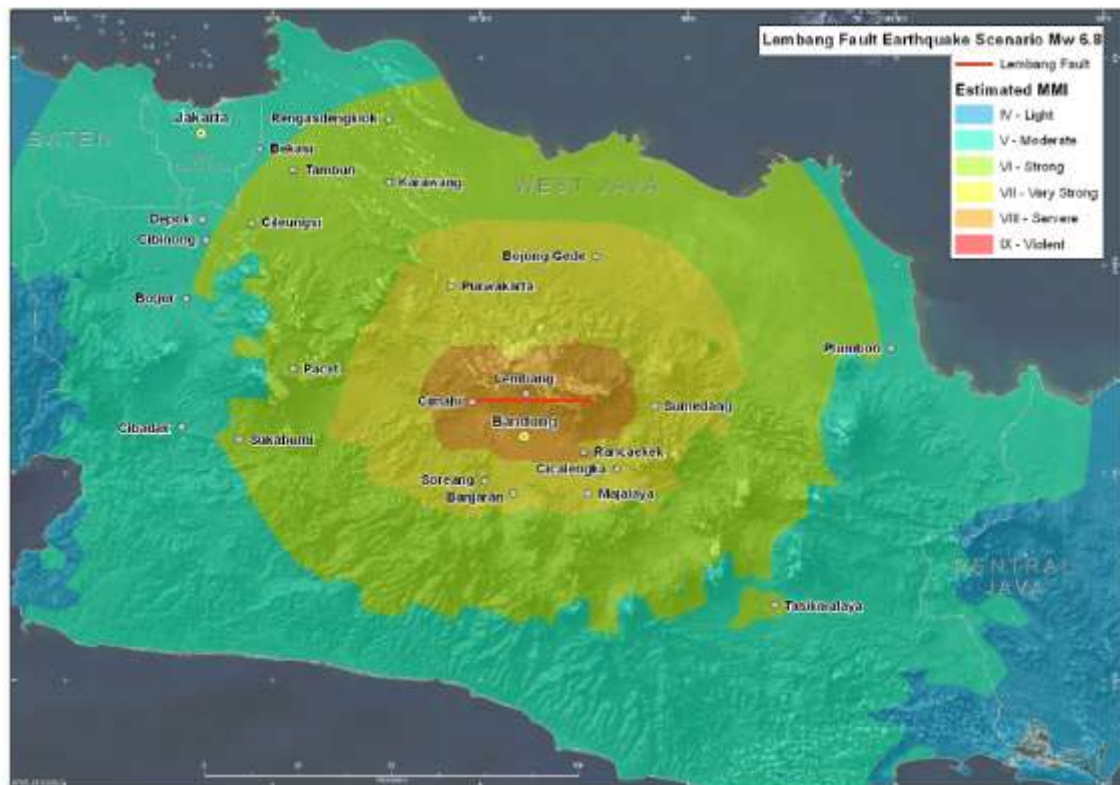 Lembang Fault Earthquake Scenario Mw 6.8
Lembang Fault
Estimated MMI
IV - Light
V - Moderate
VI - Strong
VII - Very Strong
VIII - Servere
IX - Violent
Jakarta
Rengasdengklok
BANTEN
Bekasi
Tambun
Karawang
WEST JAVA
Depok
Cileungsi
Cibinong
Bojong Gede
Bogor
Purwakarta
Plumbon
Pacet
Lembang
Cimahi
Sumedang
Bandung
Cibadak
Sukabumi
Rancaekek
Cicalengka
Soreang
Banjaran
Majalaya
CENTRAL
JAVA
Tasikmalaya